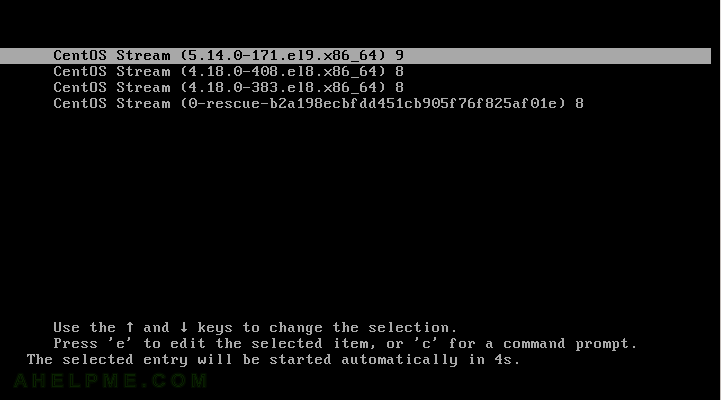 CentOS Stream (5.14.0-171.el9.x86_64) 9
CentOS Stream (4.18.0-408.el8.x86_64) 8
CentOS Stream (4.18.0-383.el8.x86_64) 8
CentOS Stream (0-rescue-b2a198ecbfdd451cb905f76f825af01e) 8
Use the ↑ and ↓ keys to change the selection.
Press 'e' to edit the selected item, or 'c' for a command prompt.
The selected entry will be started automatically in 4s.
AHELPME.COM